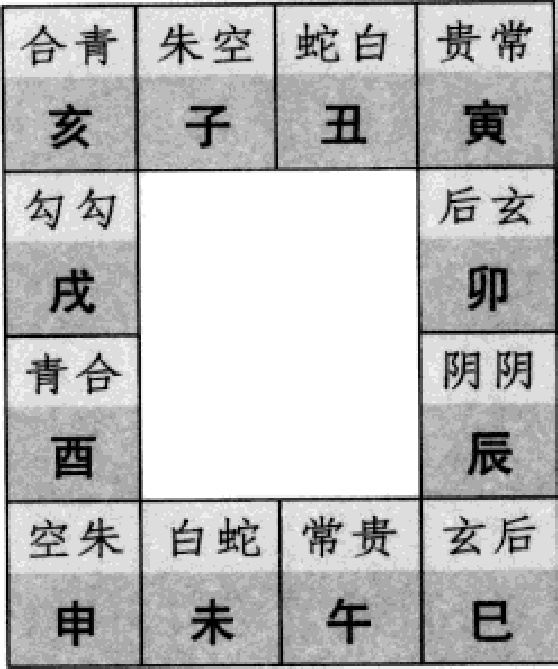 合青 朱空 蛇白 贵常
亥 子 丑 寅
勾勾 后玄
戌 卯
青合 阴阴
酉 辰
空朱 白蛇 常贵 玄后
申 未 午 巳